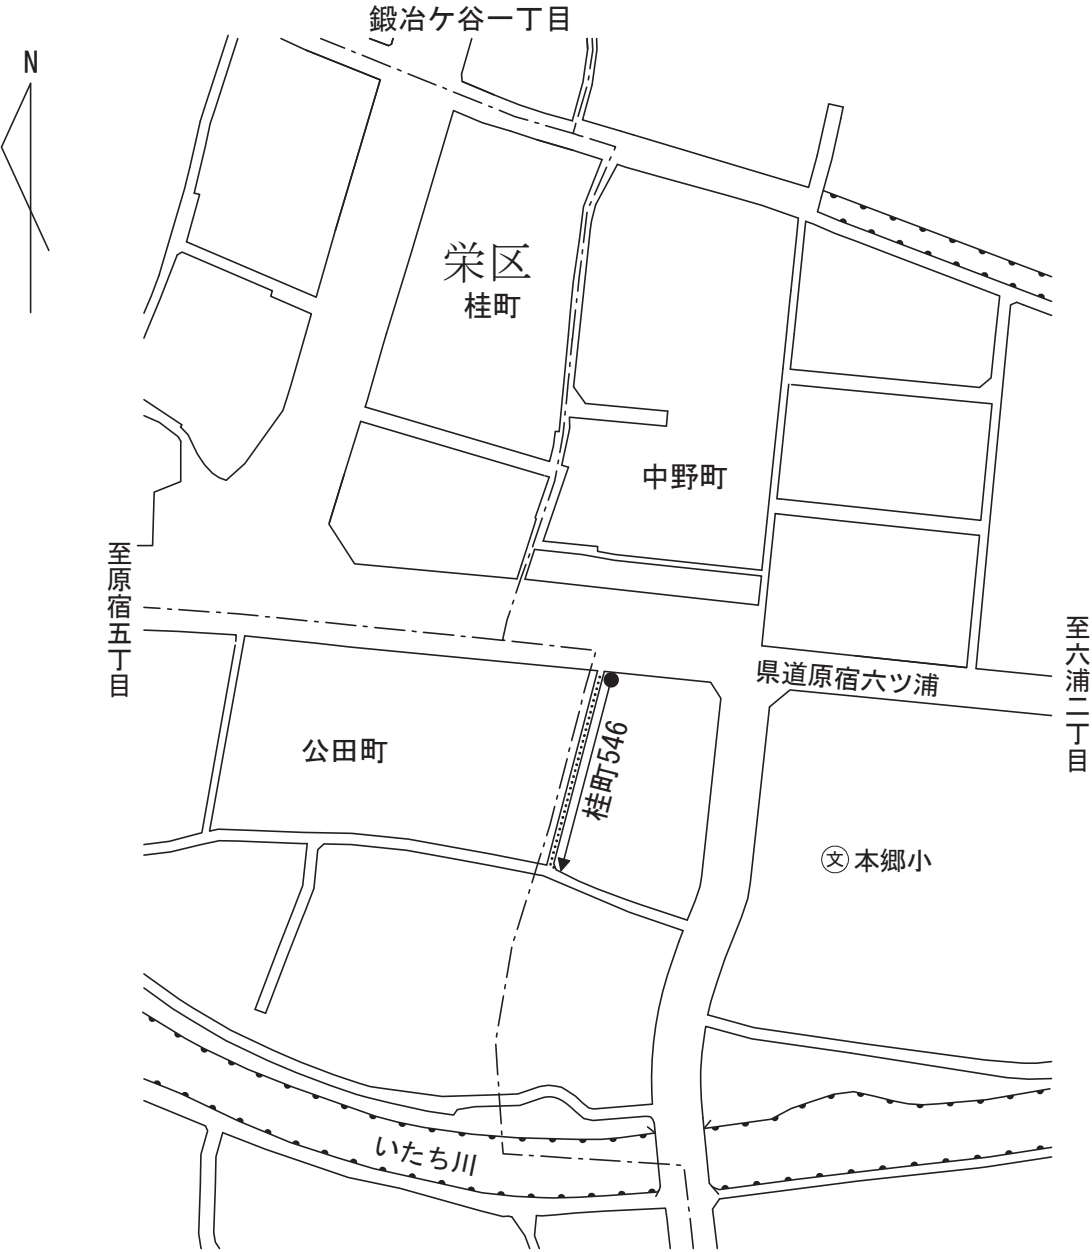 鍛冶ケ谷一丁目
N
栄区
桂町
中野町
至原宿五丁目
至六浦二丁目
県道原宿六ツ浦
公田町
桂町546
文 本郷小
いたち川